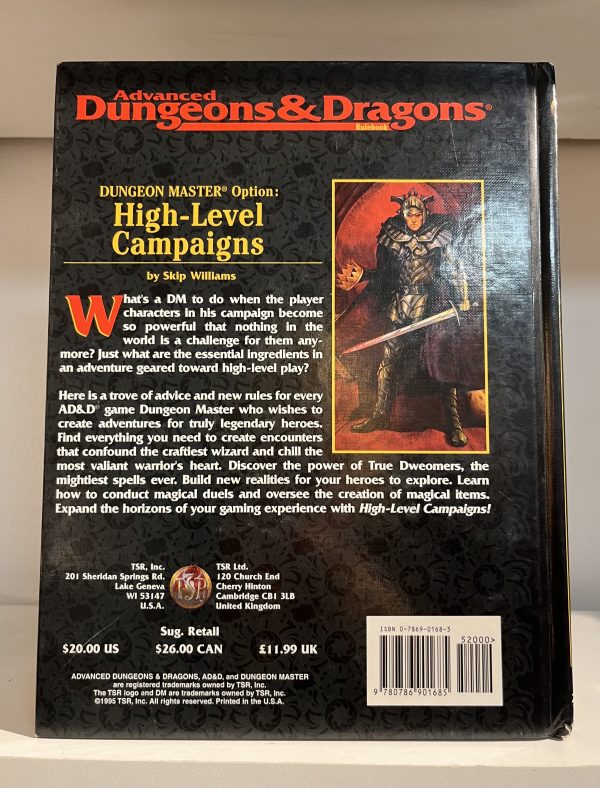 Advanced
Dungeons&Dragons®
Rulebook
DUNGEON MASTER® Option:
High-Level
Campaigns
by Skip Williams
What's a DM to do when the player
characters in his campaign become
so powerful that nothing in the
world is a challenge for them any-
more? Just what are the essential ingredients in
an adventure geared toward high-level play?
Here is a trove of advice and new rules for every
AD&D® game Dungeon Master who wishes to
create adventures for truly legendary heroes.
Find everything you need to create encounters
that confound the craftiest wizard and chill the
most valiant warrior's heart. Discover the power of True Dweomers, the
mightiest spells ever. Build new realities for your heroes to explore. Learn
how to conduct magical duels and oversee the creation of magical items.
Expand the horizons of your gaming experience with High-Level Campaigns!
TSR, Inc.
201 Sheridan Springs Rd.
Lake Geneva
WI 53147
U.S.A.
TSR
TSR Ltd.
120 Church End
Cherry Hinton
Cambridge CB1 3LB
United Kingdom
Sug. Retail
$20.00 US $26.00 CAN £11.99 UK
ADVANCED DUNGEONS & DRAGONS, AD&D, and DUNGEON MASTER
are registered trademarks owned by TSR, Inc.
The TSR logo and DM are trademarks owned by TSR, Inc.
©1995 TSR, Inc. All rights reserved. Printed in the U.S.A.
ISBN 0-7869-0168-3
52000>
9 780786 901685